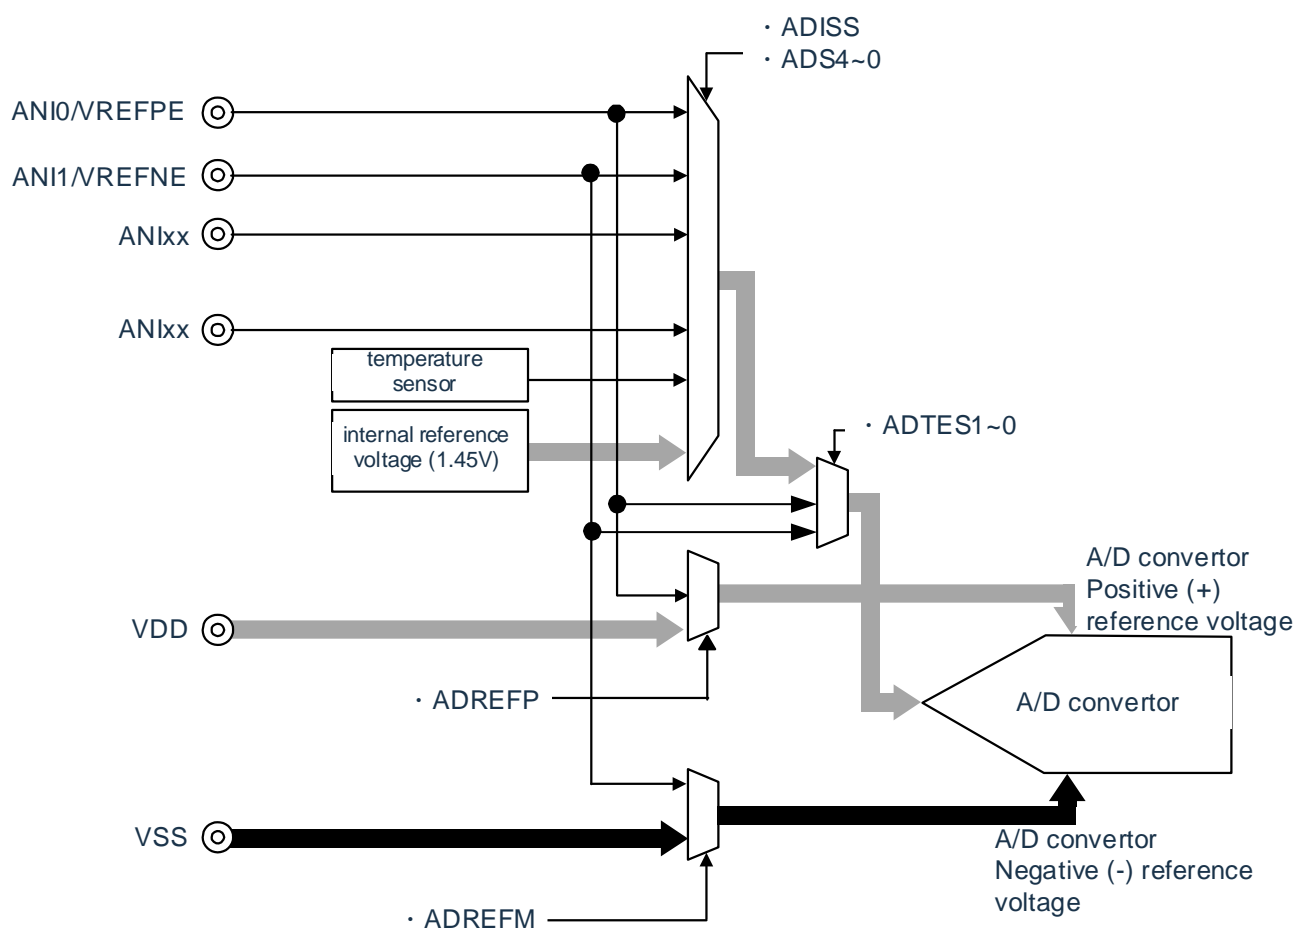 · ADISS
· ADS4~0
ANI0/VREFPE
ANI1/VREFNE
ANIxx
ANIxx
temperature
sensor
internal reference
voltage (1.45V)
· ADTES1~0
A/D convertor
Positive (+)
reference voltage
VDD
· ADREFP
A/D convertor
VSS
A/D convertor
Negative (-) reference
voltage
· ADREFM